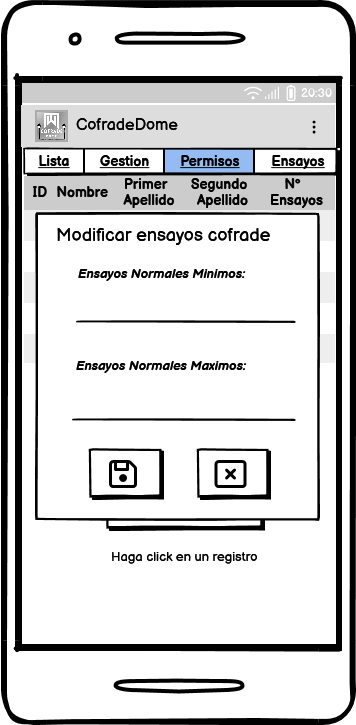 20:30
CofradeDome
Lista Gestion Permisos Ensayos
ID Nombre Primer Apellido Segundo Apellido Nº Ensayos
Modificar ensayos cofrade
Ensayos Normales Minimos:
Ensayos Normales Maximos:
Haga click en un registro